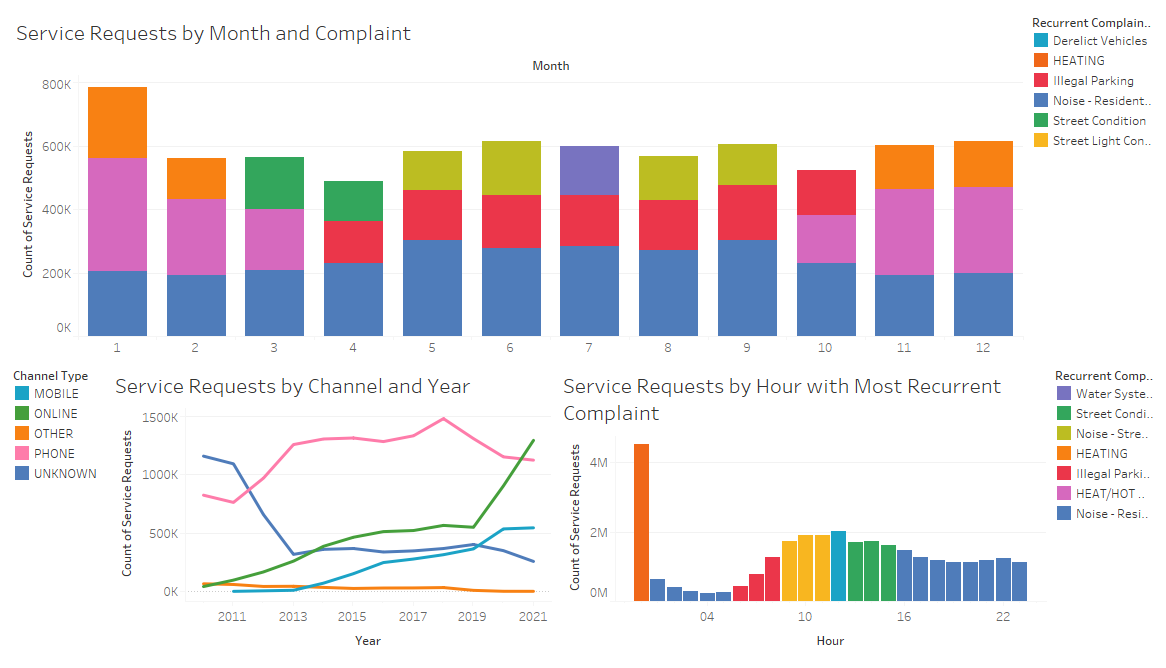 Service Requests by Month and Complaint
Month
Count of Service Requests
800K
600K
400K
200K
0K
1 2 3 4 5 6 7 8 9 10 11 12
Recurrent Complain..
Derelict Vehicles
HEATING
Illegal Parking
Noise - Resident..
Street Condition
Street Light Con..
Channel Type
MOBILE
ONLINE
OTHER
PHONE
UNKNOWN
Service Requests by Channel and Year
Count of Service Requests
1500K
1000K
500K
0K
2011 2013 2015 2017 2019 2021
Year
Service Requests by Hour with Most Recurrent
Complaint
Count of Service Requests
4M
2M
0M
04 10 16 22
Hour
Recurrent Comp..
Water Syste..
Street Condi..
Noise - Stre..
HEATING
Illegal Parki..
HEAT/HOT ..
Noise - Resi..